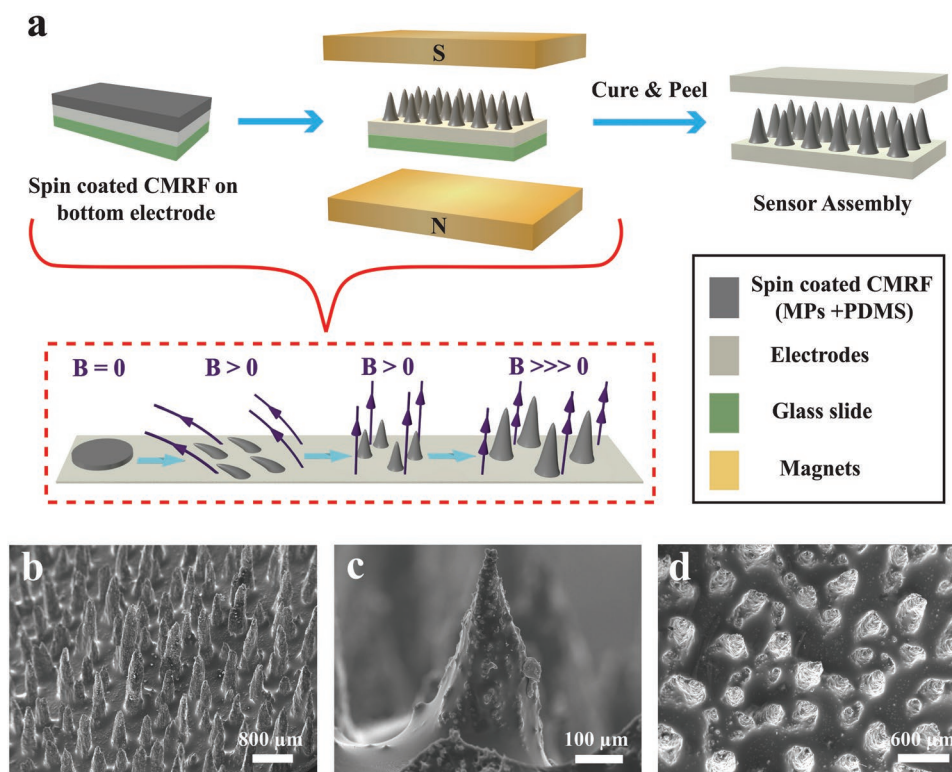 a
S
Cure & Peel
N
Spin coated CMRF on
bottom electrode
Sensor Assembly
Spin coated CMRF
(MPs +PDMS)
Electrodes
Glass slide
Magnets
B = 0
B > 0
B > 0
B >>> 0
b
800 µm
c
100 µm
d
600 µm